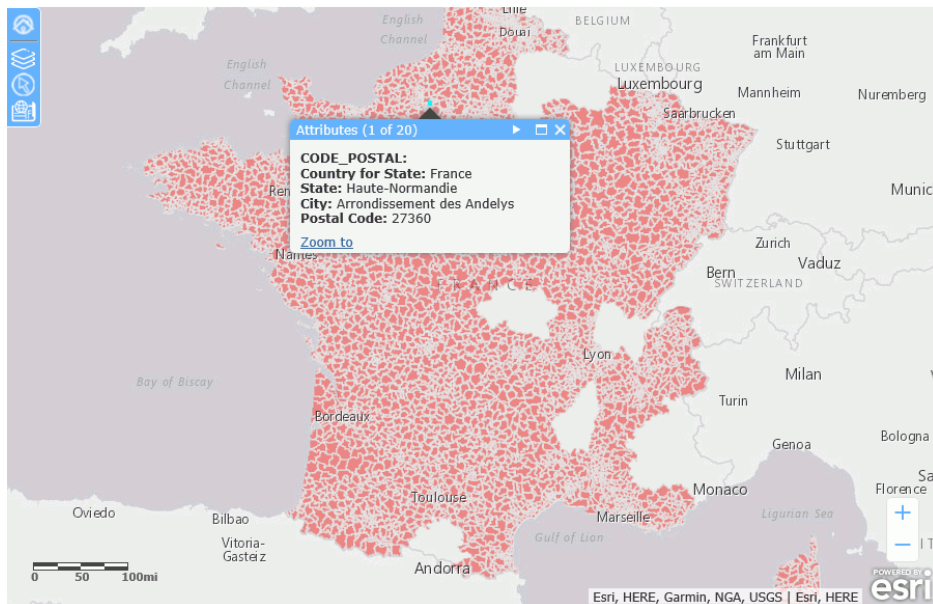 Lille
English
Channel
Douai
BELGIUM
Frankfurt
am Main
LUXEMBOURG
Luxembourg
English
Channel
Mannheim
Nuremberg
Saarbrucken
Attributes (1 of 20)
Stuttgart
CODE_POSTAL:
Country for State: France
State: Haute-Normandie
City: Arrondissement des Andelys
Postal Code: 27360
Zoom to
Ren
Munic
Nantes
Zurich
Vaduz
Bern
SWITZERLAND
FRANCE
Lyon
Milan
Bay of Biscay
Turin
Bordeaux
Genoa
Bologna
Sa
Toulouse
Monaco
Florence
Oviedo
Bilbao
Marseille
Ligurian Sea
Vitoria-
Gasteiz
Gulf of Lion
Andorra
IT
0 50 100mi
POWERED BY
esri
Esri, HERE, Garmin, NGA, USGS | Esri, HERE